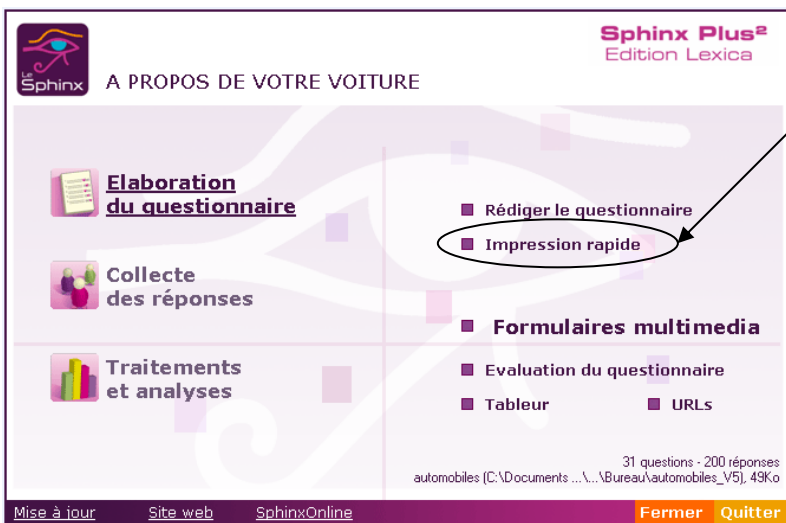 Sphinx Plus²
Edition Lexica
Le
Sphinx
A PROPOS DE VOTRE VOITURE
Elaboration
du questionnaire
Rédiger le questionnaire
Impression rapide
Collecte
des réponses
Formulaires multimedia
Traitements
et analyses
Evaluation du questionnaire
Tableur
URLs
31 questions - 200 réponses
automobiles (C:\Documents ...\...\Bureau\automobiles_V5), 49Ko
Mise à jour Site web SphinxOnline Fermer Quitter